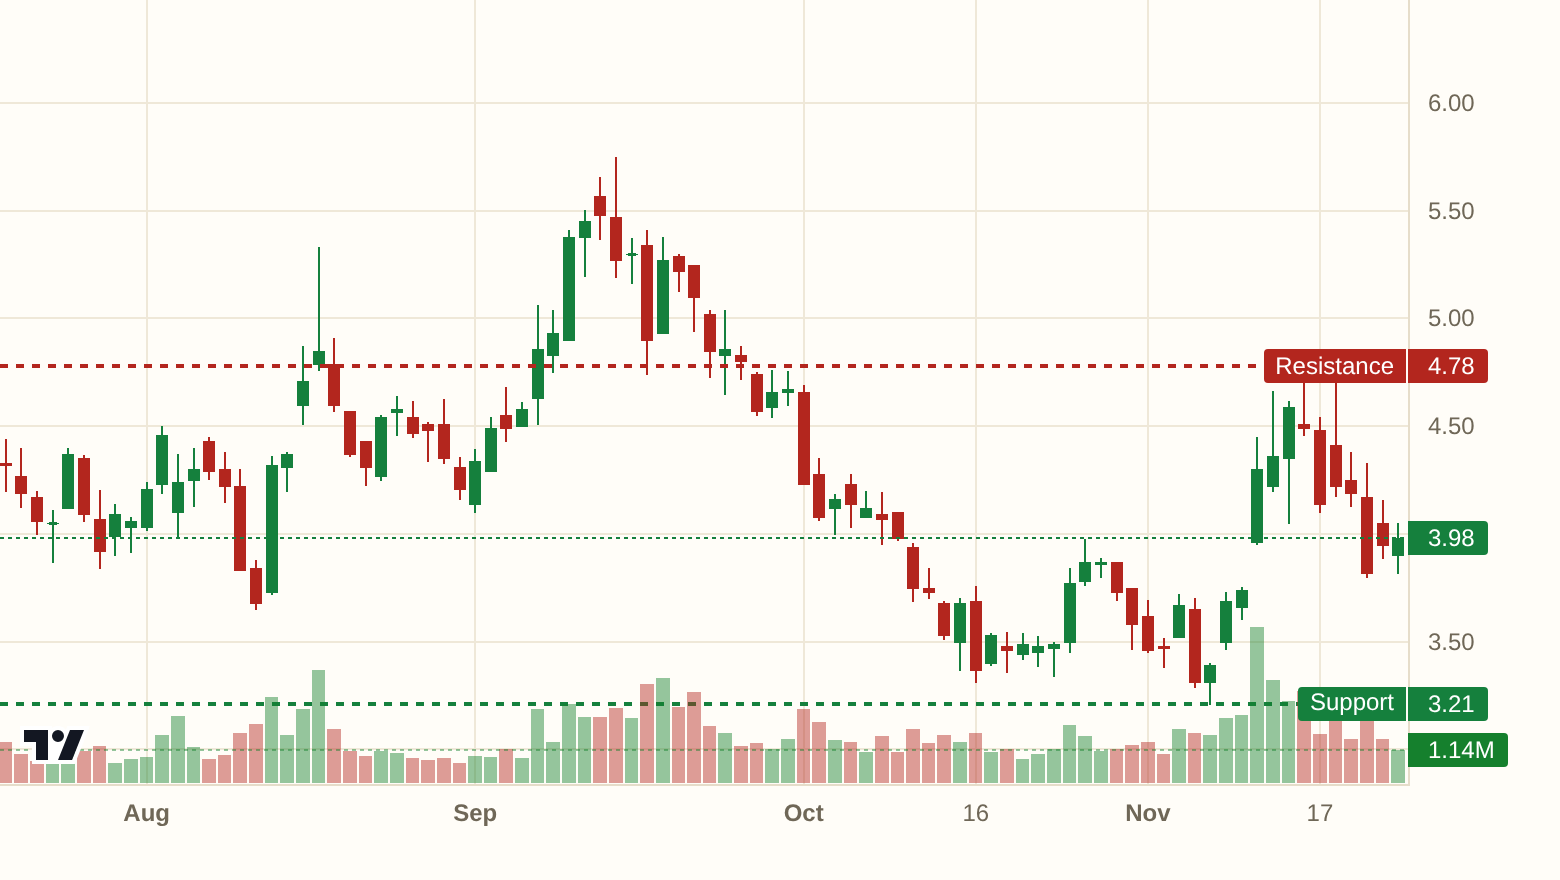 6.00
5.50
5.00
Resistance 4.78
4.50
3.98
3.50
Support 3.21
1.14M
Aug Sep Oct 16 Nov 17